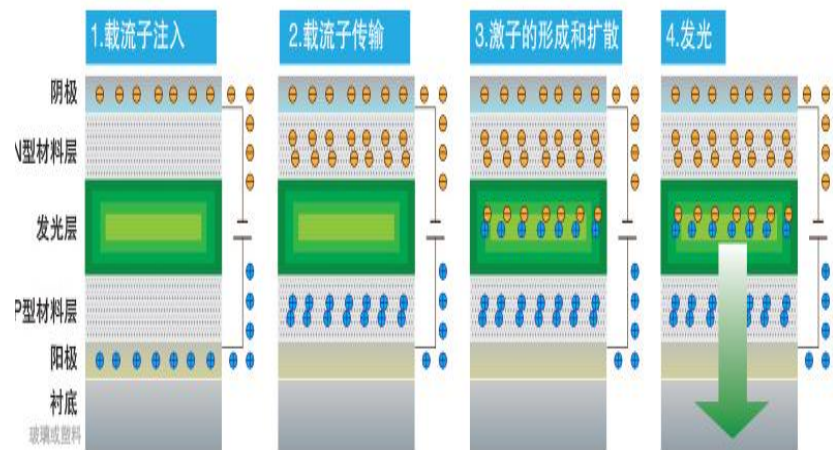 1.载流子注入
2.载流子传输
3.激子的形成和扩散
4.发光
阴极
N型材料层
发光层
P型材料层
阳极
衬底
玻璃或塑料